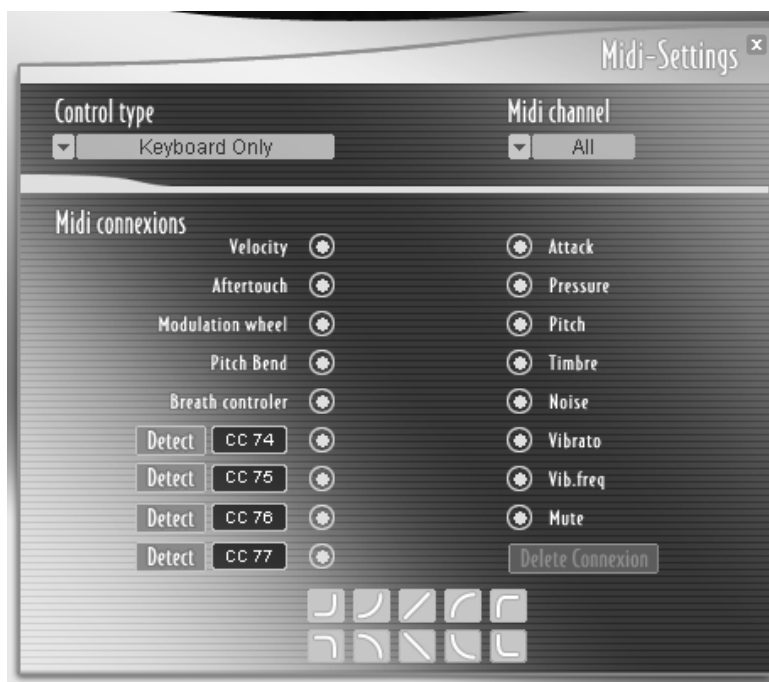 Midi-Settings x
Control type Midi channel
Keyboard Only All
Midi connexions
Velocity Attack
Aftertouch Pressure
Modulation wheel Pitch
Pitch Bend Timbre
Breath controler Noise
Detect CC 74 Vibrato
Detect CC 75 Vib.freq
Detect CC 76 Mute
Detect CC 77 Delete Connexion